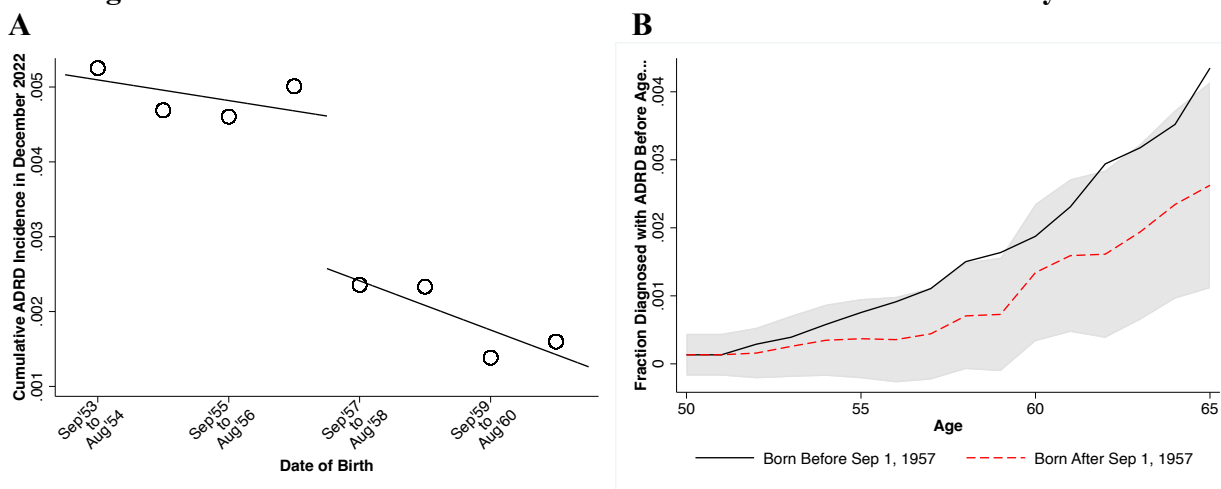 A
B
Cumulative ADRD Incidence in December 2022
.005
.004
.003
.002
.001
Sep'53
to
Aug'54
Sep'55
to
Aug'56
Sep'57
to
Aug'58
Sep'59
to
Aug'60
Date of Birth
Fraction Diagnosed with ADRD Before Age...
.004
.003
.002
.001
0
50
55
60
65
Age
Born Before Sep 1, 1957
Born After Sep 1, 1957